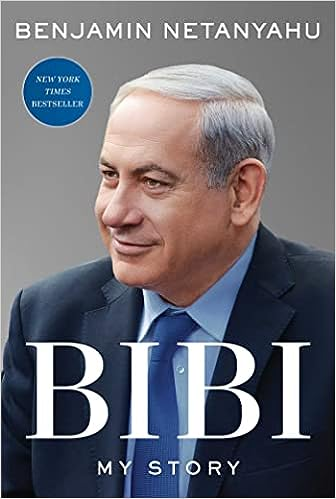 BENJAMIN NETANYAHU
NEW YORK
TIMES
BESTSELLER
BIBI
MY STORY